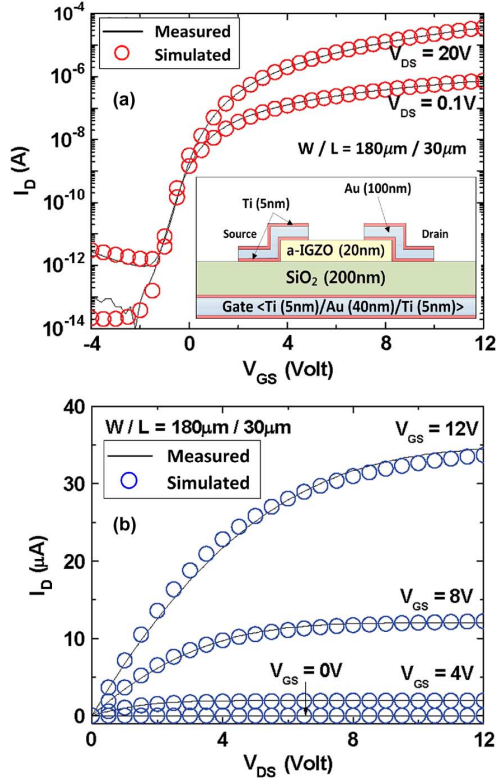 Measured
Simulated
(a)
V_DS = 20V
V_DS = 0.1V
W / L = 180μm / 30μm
Ti (5nm)
Au (100nm)
Source
Drain
a-IGZO (20nm)
SiO₂ (200nm)
Gate <Ti (5nm)/Au (40nm)/Ti (5nm)>
I_D (A)
10⁻⁴
10⁻⁶
10⁻⁸
10⁻¹⁰
10⁻¹²
10⁻¹⁴
-4 0 4 8 12
V_GS (Volt)
W / L = 180μm / 30μm
Measured
Simulated
(b)
V_GS = 12V
V_GS = 8V
V_GS = 0V
V_GS = 4V
I_D (μA)
40
30
20
10
0
0 4 8 12
V_DS (Volt)